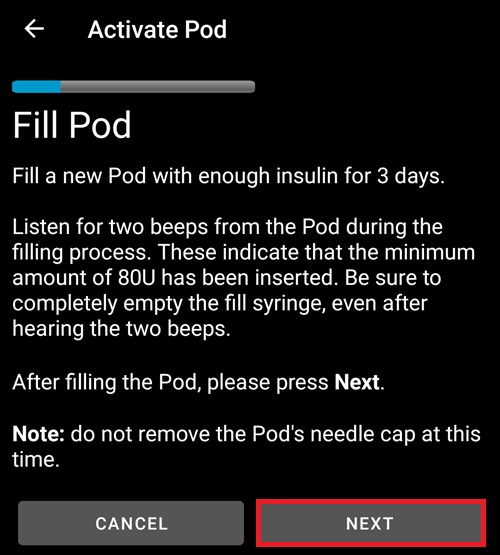 Activate Pod
Fill Pod
Fill a new Pod with enough insulin for 3 days.
Listen for two beeps from the Pod during the
filling process. These indicate that the minimum
amount of 80U has been inserted. Be sure to
completely empty the fill syringe, even after
hearing the two beeps.
After filling the Pod, please press Next.
Note: do not remove the Pod's needle cap at this
time.
CANCEL
NEXT